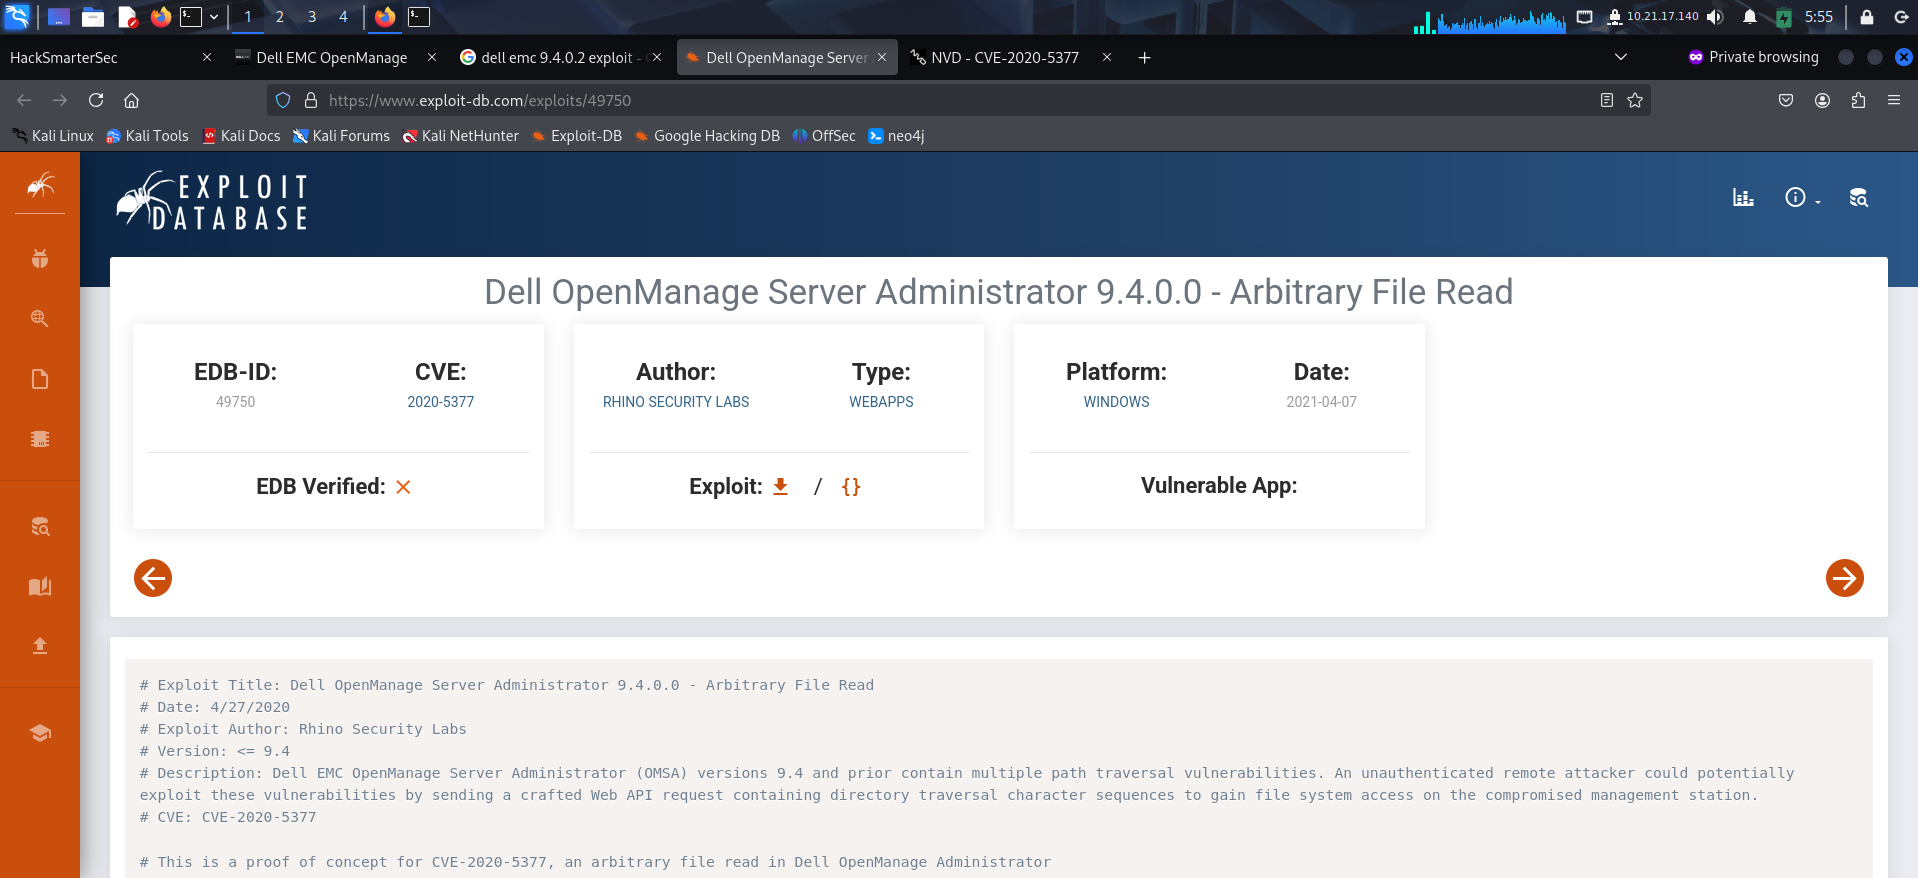 1 2 3 4 10.21.17.140 5:55
HackSmarterSec Dell EMC OpenManage dell emc 9.4.0.2 exploit - Dell OpenManage Server NVD - CVE-2020-5377 Private browsing
https://www.exploit-db.com/exploits/49750
Kali Linux Kali Tools Kali Docs Kali Forums Kali NetHunter Exploit-DB Google Hacking DB OffSec neo4j
EXPLOIT
DATABASE
Dell OpenManage Server Administrator 9.4.0.0 - Arbitrary File Read
EDB-ID: CVE: Author: Type: Platform: Date:
49750 2020-5377 RHINO SECURITY LABS WEBAPPS WINDOWS 2021-04-07
EDB Verified: Exploit: / {} Vulnerable App:
# Exploit Title: Dell OpenManage Server Administrator 9.4.0.0 - Arbitrary File Read
# Date: 4/27/2020
# Exploit Author: Rhino Security Labs
# Version: <= 9.4
# Description: Dell EMC OpenManage Server Administrator (OMSA) versions 9.4 and prior contain multiple path traversal vulnerabilities. An unauthenticated remote attacker could potentially
exploit these vulnerabilities by sending a crafted Web API request containing directory traversal character sequences to gain file system access on the compromised management station.
# CVE: CVE-2020-5377
# This is a proof of concept for CVE-2020-5377, an arbitrary file read in Dell OpenManage Administrator